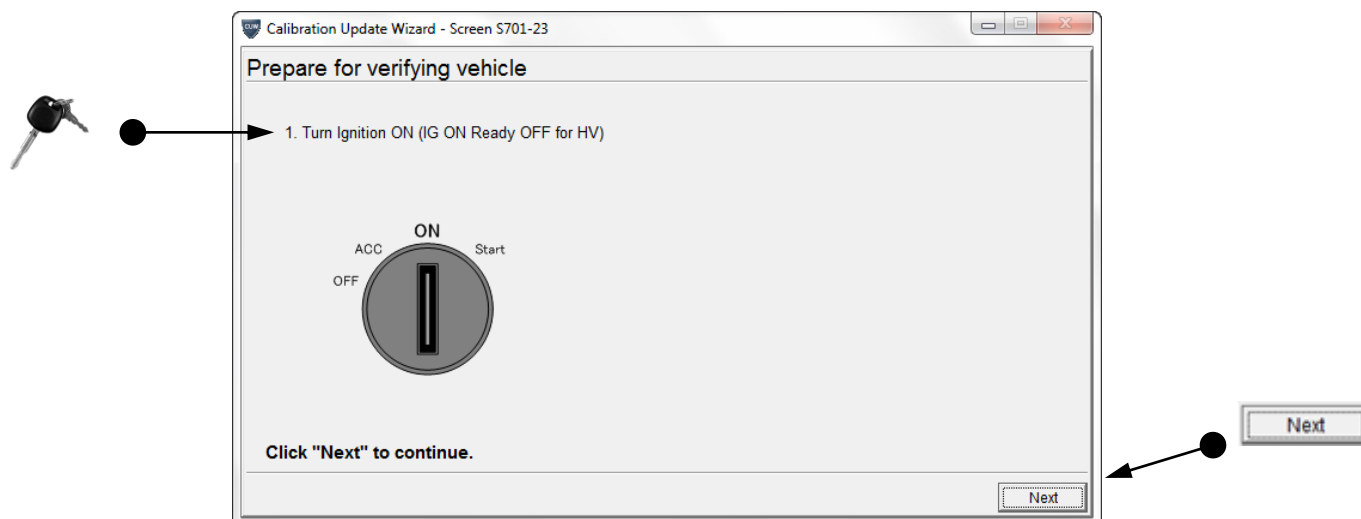 CUW
Calibration Update Wizard - Screen S701-23
Prepare for verifying vehicle
1. Turn Ignition ON (IG ON Ready OFF for HV)
ON
ACC
Start
OFF
Next
Click "Next" to continue.
Next